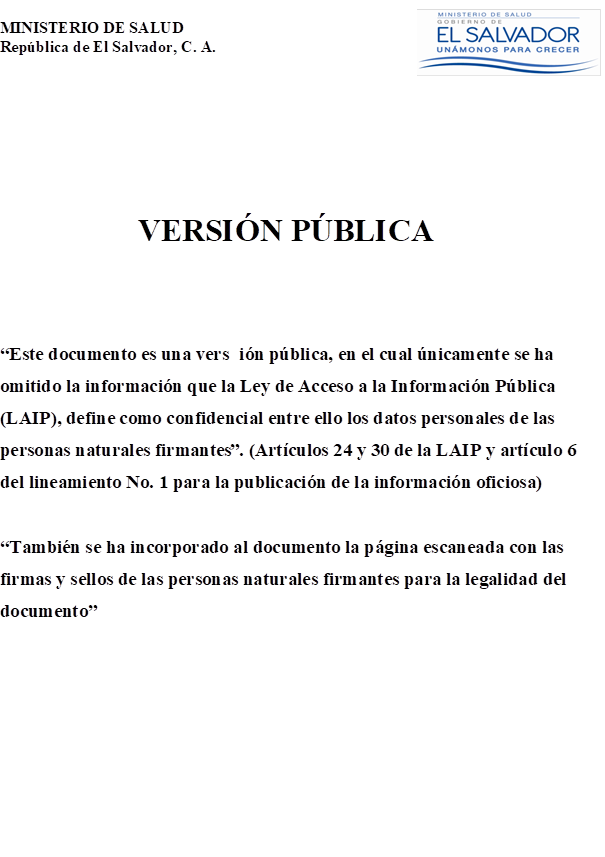 MINISTERIO DE SALUD
República de El Salvador, C. A.
MINISTERIO DE SALUD
GOBIERNO DE
EL SALVADOR
UNÁMONOS PARA CRECER
VERSIÓN PÚBLICA
“Este documento es una vers ión pública, en el cual únicamente se ha
omitido la información que la Ley de Acceso a la Información Pública
(LAIP), define como confidencial entre ello los datos personales de las
personas naturales firmantes”. (Artículos 24 y 30 de la LAIP y artículo 6
del lineamiento No. 1 para la publicación de la información oficiosa)
“También se ha incorporado al documento la página escaneada con las
firmas y sellos de las personas naturales firmantes para la legalidad del
documento”